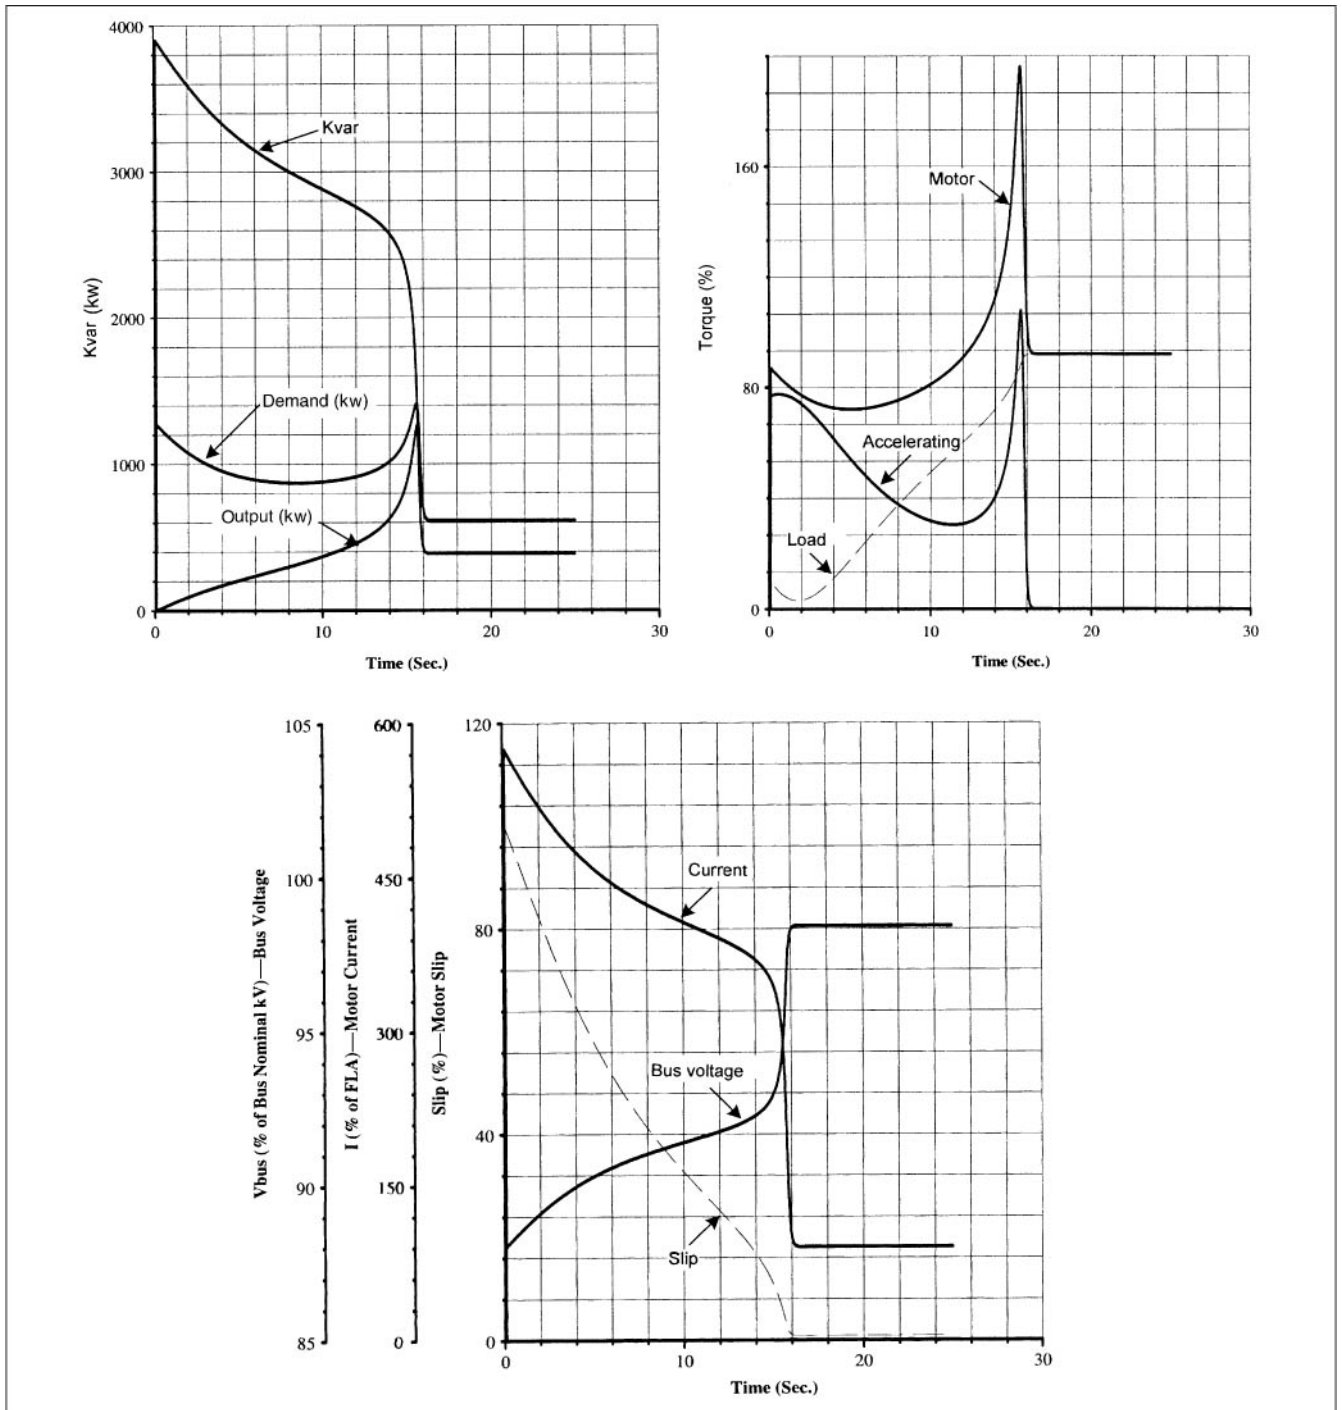 4000
3000
2000
1000
0
Kvar (kw)
Kvar
Demand (kw)
Output (kw)
0
10
20
30
Time (Sec.)
160
80
0
Torque (%)
Motor
Accelerating
Load
0
10
20
30
Time (Sec.)
105
100
95
90
85
Vbus (% of Bus Nominal kV)—Bus Voltage
600
450
300
150
0
I (% of FLA)—Motor Current
120
80
40
0
Slip (%)—Motor Slip
Current
Bus voltage
Slip
0
10
20
30
Time (Sec.)